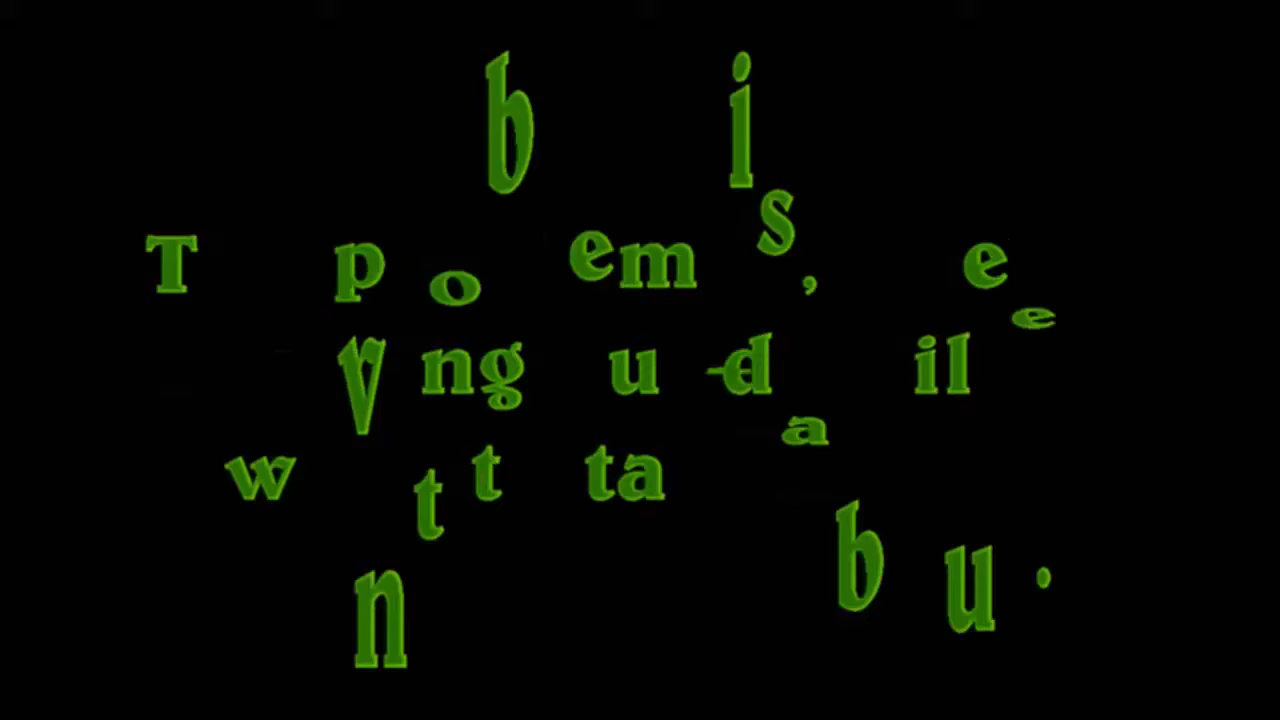 b i
T p o em s , e e
v ng u -d il
w t t ta a
n b u .